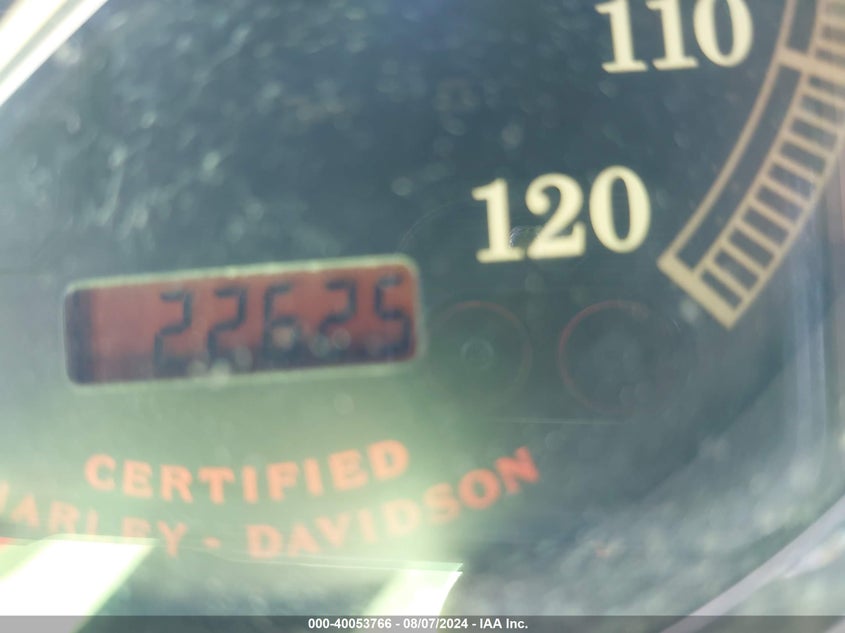 110
120
22625
CERTIFIED
HARLEY - DAVIDSON
000-40053766 - 08/07/2024 - IAA Inc.